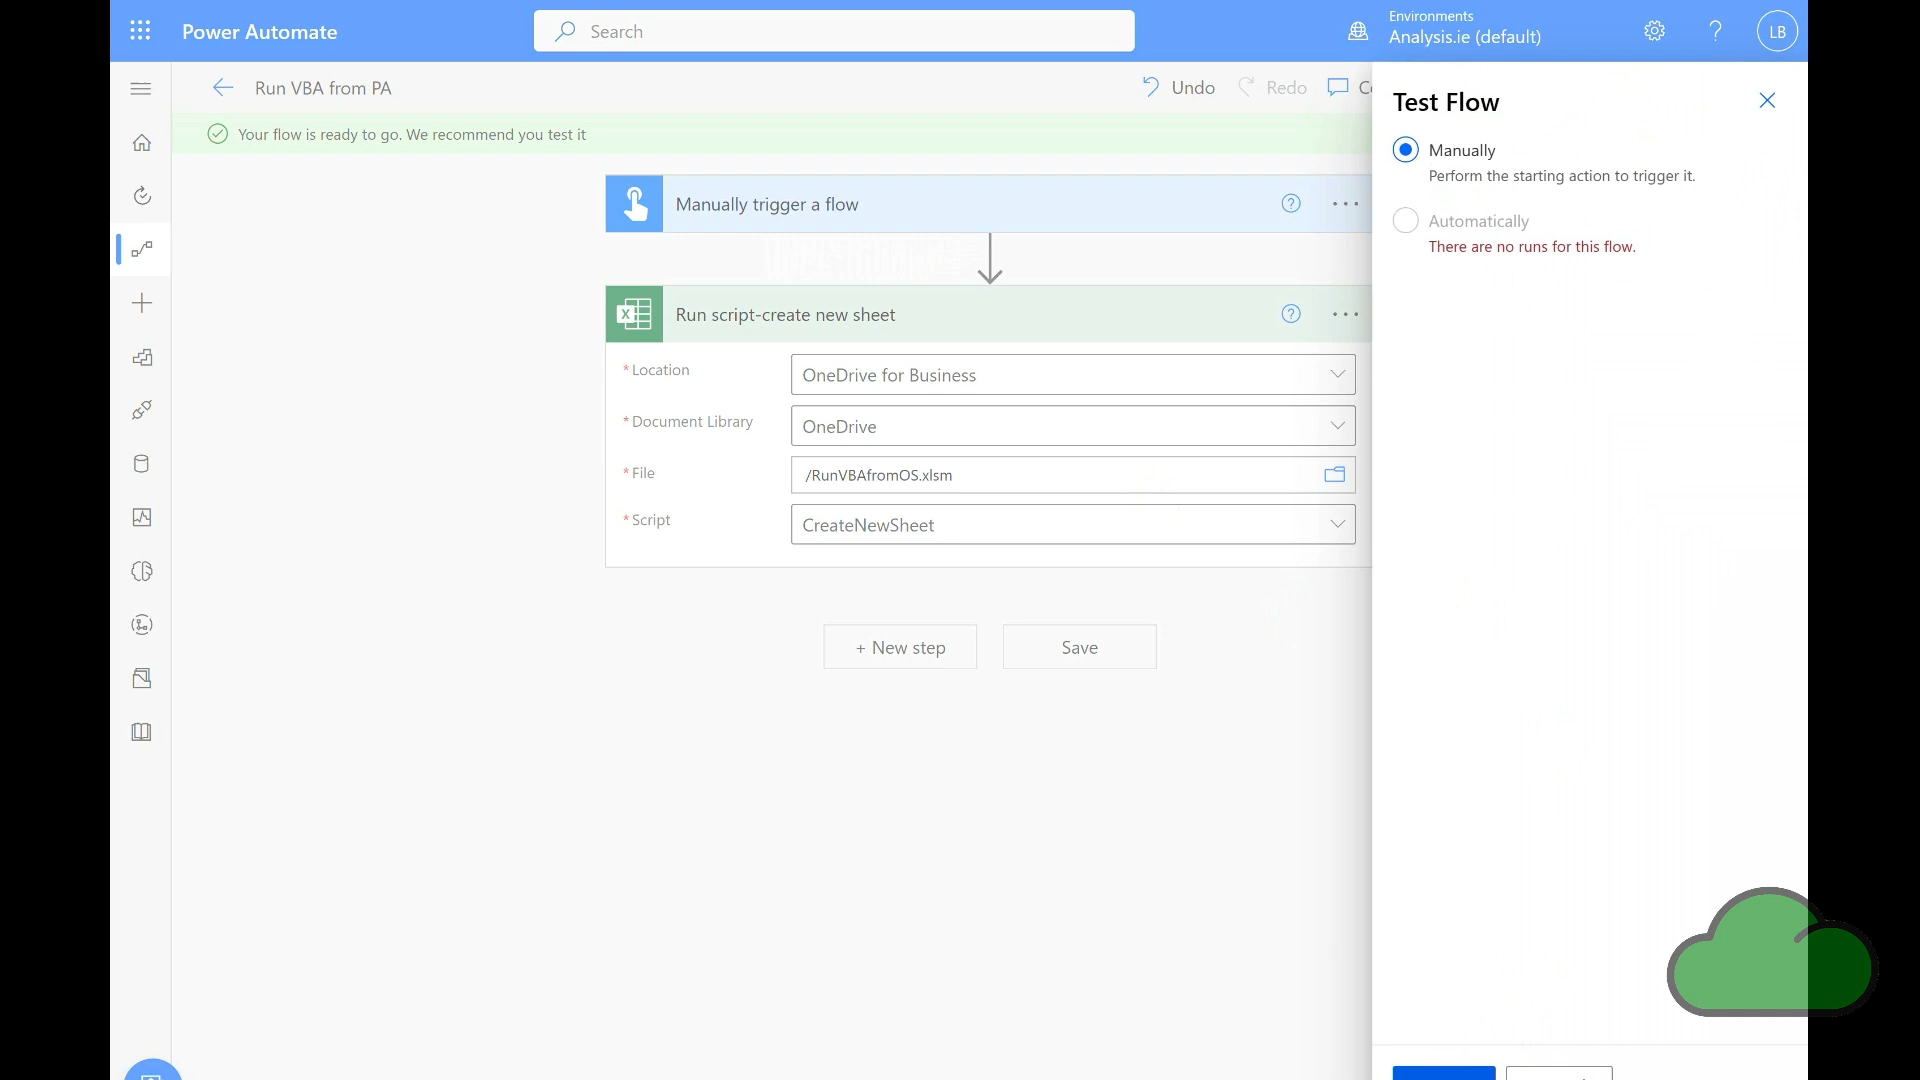 Power Automate
Search
Environments
Analysis.ie (default)
LB
Run VBA from PA
Undo
Redo
Your flow is ready to go. We recommend you test it
Manually trigger a flow
Run script-create new sheet
* Location
OneDrive for Business
* Document Library
OneDrive
* File
/RunVBAfromOS.xlsm
* Script
CreateNewSheet
+ New step
Save
Test Flow
Manually
Perform the starting action to trigger it.
Automatically
There are no runs for this flow.